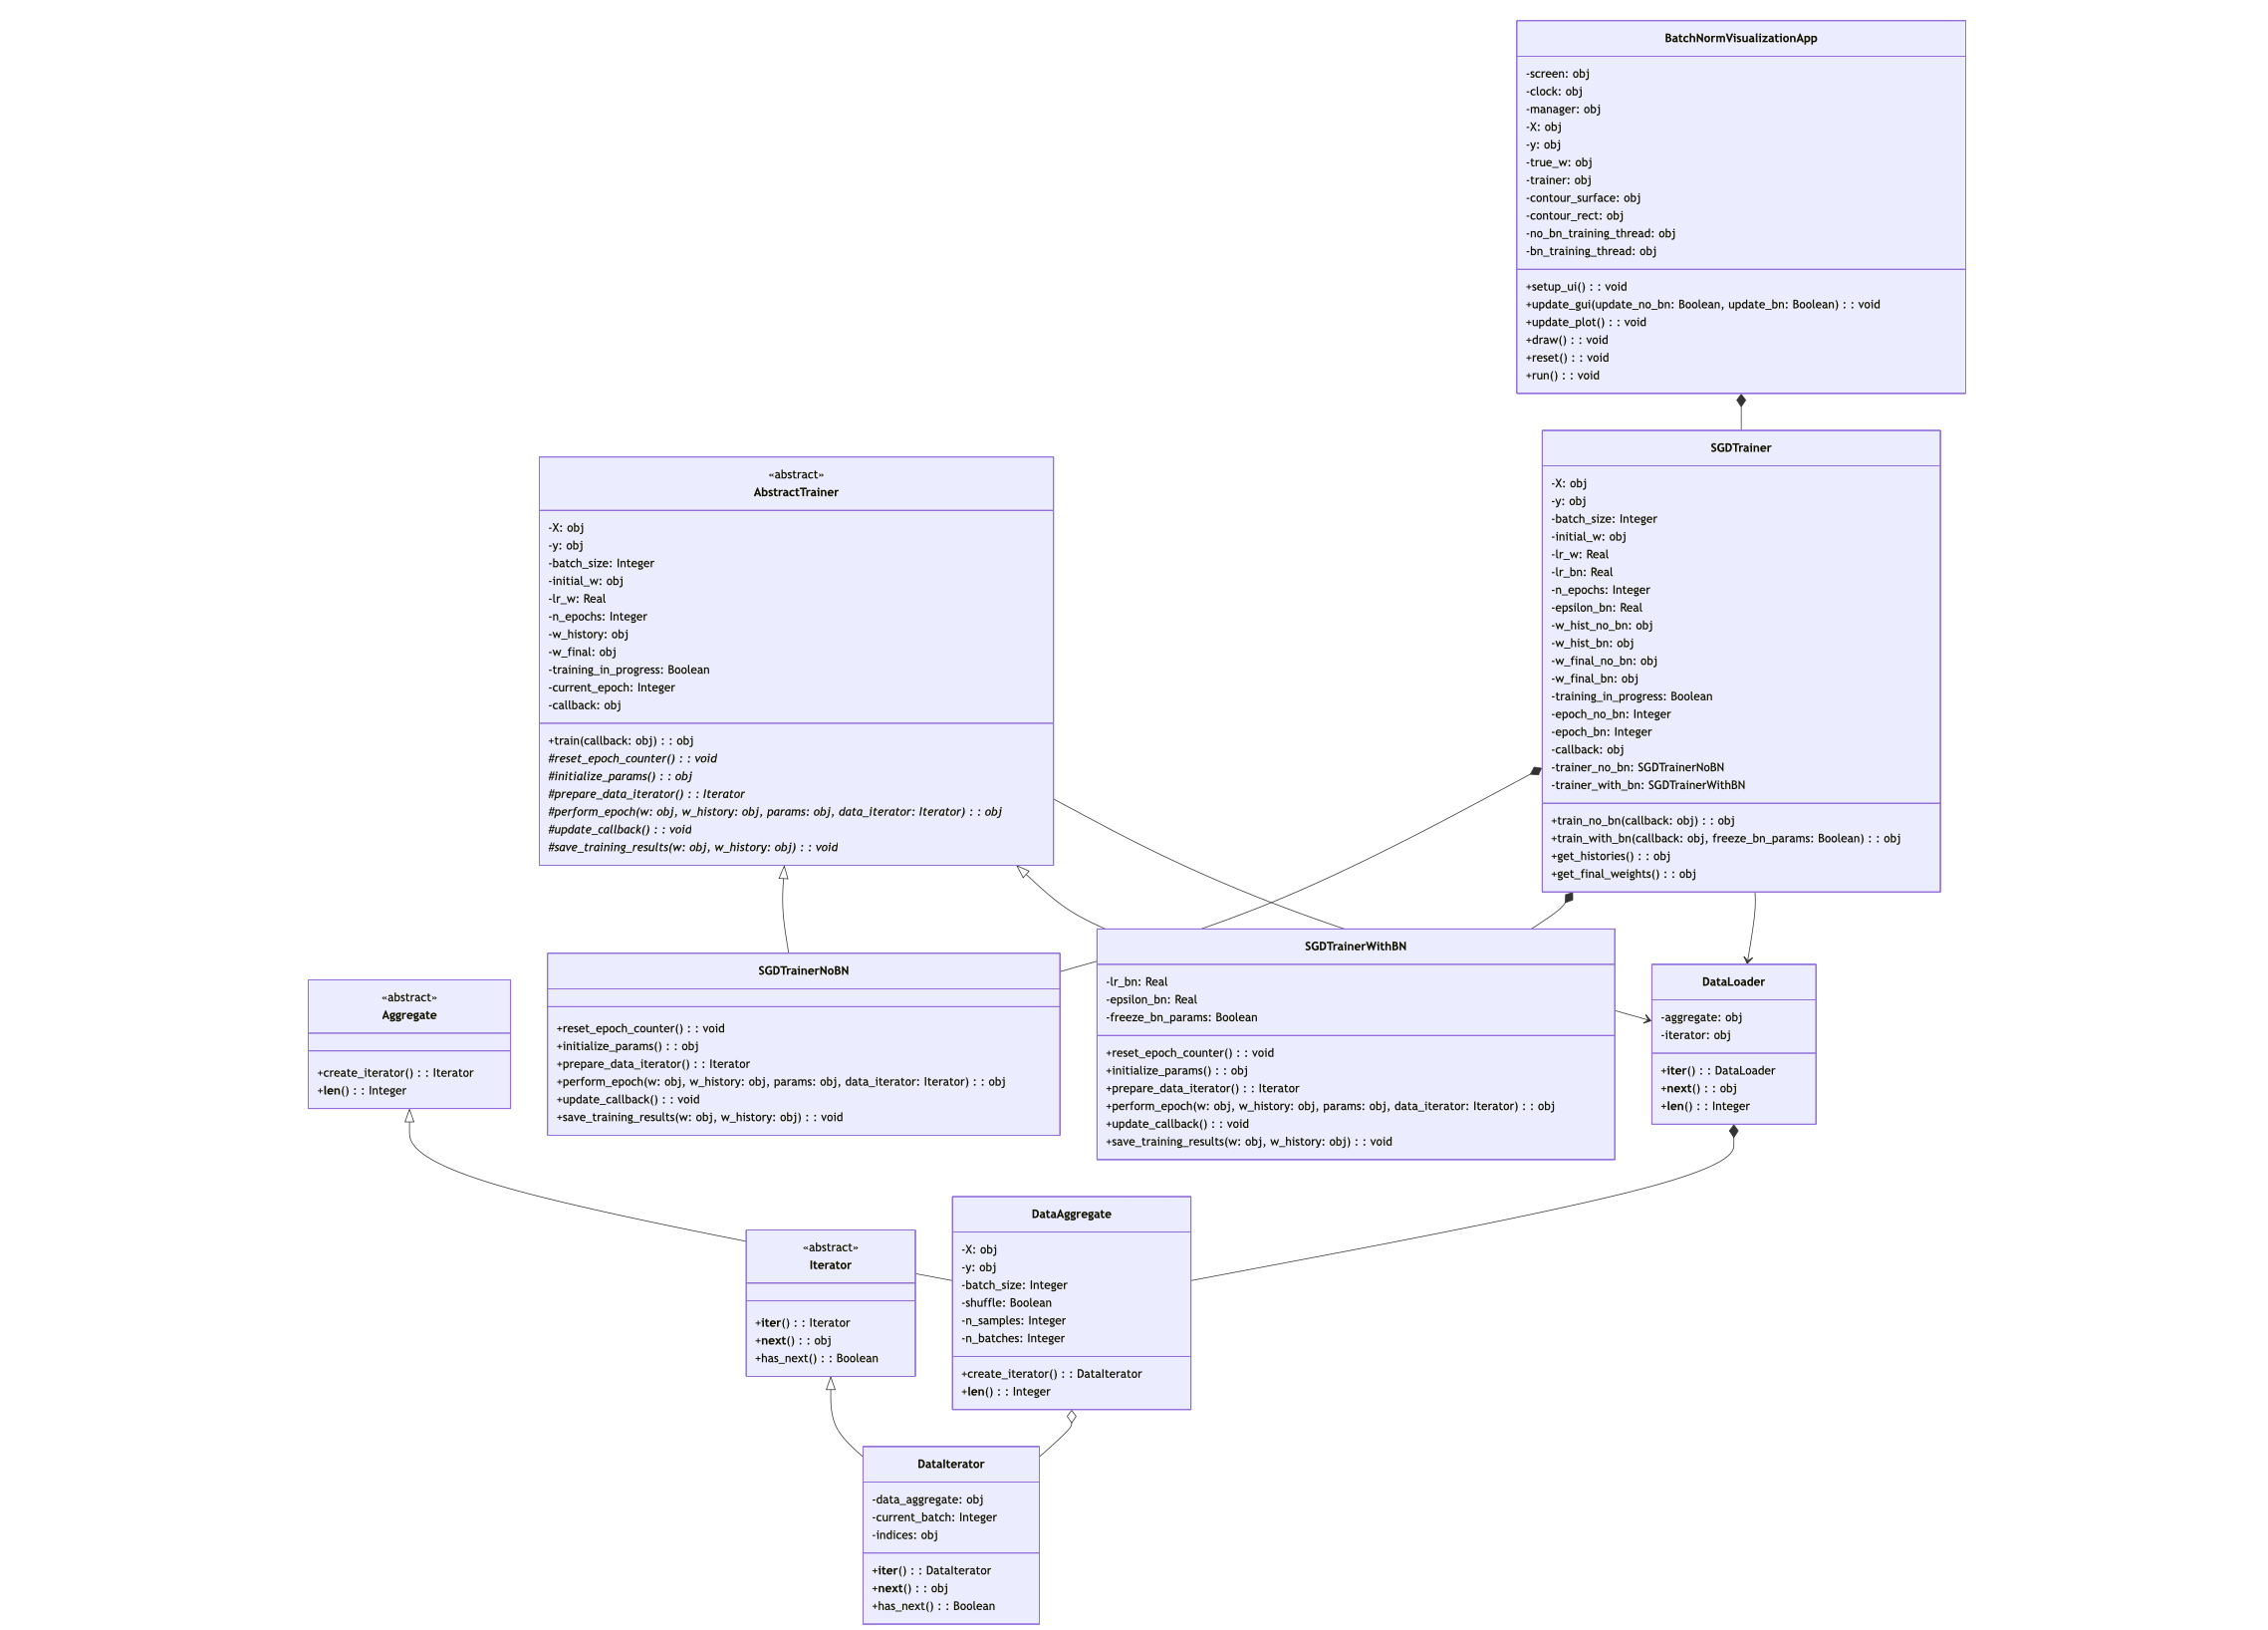 BatchNormVisualizationApp
-screen: obj
-clock: obj
-manager: obj
-X: obj
-y: obj
-true_w: obj
-trainer: obj
-contour_surface: obj
-contour_rect: obj
-no_bn_training_thread: obj
-bn_training_thread: obj
+setup_ui() : : void
+update_gui(update_no_bn: Boolean, update_bn: Boolean) : : void
+update_plot() : : void
+draw() : : void
+reset() : : void
+run() : : void
«abstract»
AbstractTrainer
-X: obj
-y: obj
-batch_size: Integer
-initial_w: obj
-lr_w: Real
-n_epochs: Integer
-w_history: obj
-w_final: obj
-training_in_progress: Boolean
-current_epoch: Integer
-callback: obj
+train(callback: obj) : : obj
#reset_epoch_counter() : : void
#initialize_params() : : obj
#prepare_data_iterator() : : Iterator
#perform_epoch(w: obj, w_history: obj, params: obj, data_iterator: Iterator) : : obj
#update_callback() : : void
#save_training_results(w: obj, w_history: obj) : : void
SGDTrainer
-X: obj
-y: obj
-batch_size: Integer
-initial_w: obj
-lr_w: Real
-lr_bn: Real
-n_epochs: Integer
-epsilon_bn: Real
-w_hist_no_bn: obj
-w_hist_bn: obj
-w_final_no_bn: obj
-w_final_bn: obj
-training_in_progress: Boolean
-epoch_no_bn: Integer
-epoch_bn: Integer
-callback: obj
-trainer_no_bn: SGDTrainerNoBN
-trainer_with_bn: SGDTrainerWithBN
+train_no_bn(callback: obj) : : obj
+train_with_bn(callback: obj, freeze_bn_params: Boolean) : : obj
+get_histories() : : obj
+get_final_weights() : : obj
«abstract»
Aggregate
+create_iterator() : : Iterator
+len() : : Integer
SGDTrainerNoBN
+reset_epoch_counter() : : void
+initialize_params() : : obj
+prepare_data_iterator() : : Iterator
+perform_epoch(w: obj, w_history: obj, params: obj, data_iterator: Iterator) : : obj
+update_callback() : : void
+save_training_results(w: obj, w_history: obj) : : void
SGDTrainerWithBN
-lr_bn: Real
-epsilon_bn: Real
-freeze_bn_params: Boolean
+reset_epoch_counter() : : void
+initialize_params() : : obj
+prepare_data_iterator() : : Iterator
+perform_epoch(w: obj, w_history: obj, params: obj, data_iterator: Iterator) : : obj
+update_callback() : : void
+save_training_results(w: obj, w_history: obj) : : void
DataLoader
-aggregate: obj
-iterator: obj
+iter() : : DataLoader
+next() : : obj
+len() : : Integer
«abstract»
Iterator
+iter() : : Iterator
+next() : : obj
+has_next() : : Boolean
DataAggregate
-X: obj
-y: obj
-batch_size: Integer
-shuffle: Boolean
-n_samples: Integer
-n_batches: Integer
+create_iterator() : : DataIterator
+len() : : Integer
DataIterator
-data_aggregate: obj
-current_batch: Integer
-indices: obj
+iter() : : DataIterator
+next() : : obj
+has_next() : : Boolean